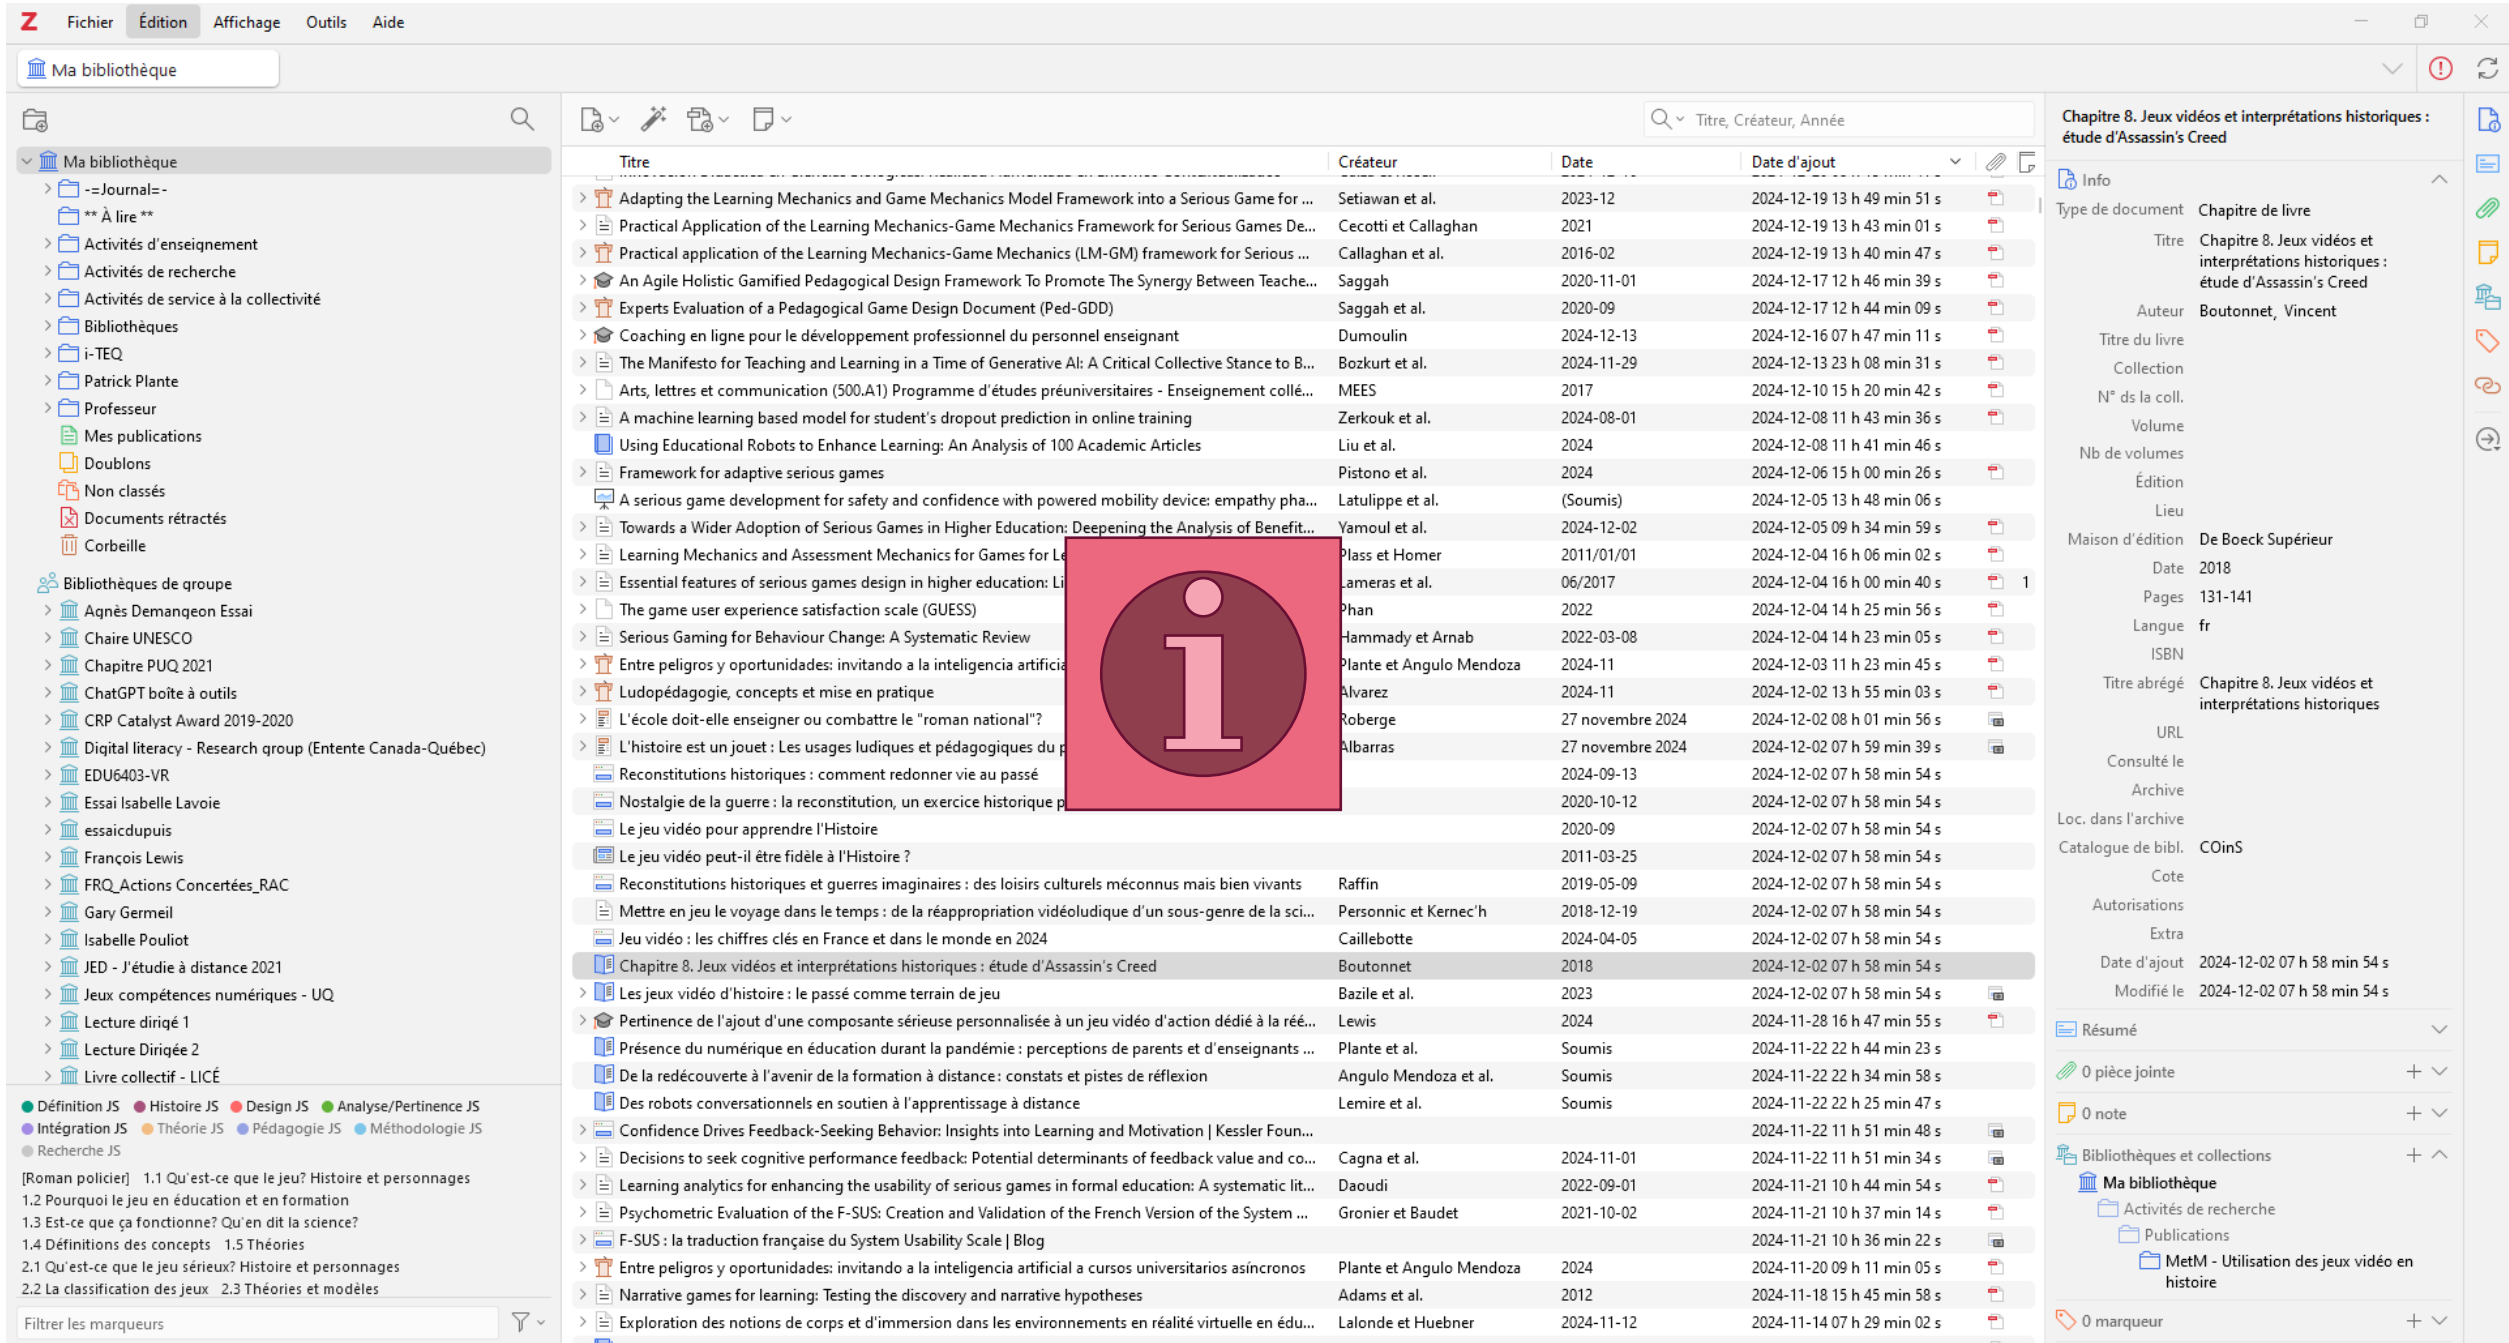 Z Fichier Édition Affichage Outils Aide
Ma bibliothèque
Ma bibliothèque
-=Journal=-
** À lire **
Activités d'enseignement
Activités de recherche
Activités de service à la collectivité
Bibliothèques
i-TEQ
Patrick Plante
Professeur
Mes publications
Doublons
Non classés
Documents rétractés
Corbeille
Bibliothèques de groupe
Agnès Demangeon Essai
Chaire UNESCO
Chapitre PUQ 2021
ChatGPT boîte à outils
CRP Catalyst Award 2019-2020
Digital literacy - Research group (Entente Canada-Québec)
EDU6403-VR
Essai Isabelle Lavoie
essaicdupuis
François Lewis
FRQ_Actions Concertées_RAC
Gary Germeil
Isabelle Pouliot
JED - J'étudie à distance 2021
Jeux compétences numériques - UQ
Lecture dirigé 1
Lecture Dirigée 2
Livre collectif - LICÉ
Définition JS Histoire JS Design JS Analyse/Pertinence JS
Intégration JS Théorie JS Pédagogie JS Méthodologie JS
Recherche JS
[Roman policier] 1.1 Qu'est-ce que le jeu? Histoire et personnages
1.2 Pourquoi le jeu en éducation et en formation
1.3 Est-ce que ça fonctionne? Qu'en dit la science?
1.4 Définitions des concepts 1.5 Théories
2.1 Qu'est-ce que le jeu sérieux? Histoire et personnages
2.2 La classification des jeux 2.3 Théories et modèles
Filtrer les marqueurs
Titre, Créateur, Année
Titre Créateur Date Date d'ajout
Adapting the Learning Mechanics and Game Mechanics Model Framework into a Serious Game for ... Setiawan et al. 2023-12 2024-12-19 13 h 49 min 51 s
Practical Application of the Learning Mechanics-Game Mechanics Framework for Serious Games De... Cecotti et Callaghan 2021 2024-12-19 13 h 43 min 01 s
Practical application of the Learning Mechanics-Game Mechanics (LM-GM) framework for Serious ... Callaghan et al. 2016-02 2024-12-19 13 h 40 min 47 s
An Agile Holistic Gamified Pedagogical Design Framework To Promote The Synergy Between Teache... Saggah 2020-11-01 2024-12-17 12 h 46 min 39 s
Experts Evaluation of a Pedagogical Game Design Document (Ped-GDD) Saggah et al. 2020-09 2024-12-17 12 h 44 min 09 s
Coaching en ligne pour le développement professionnel du personnel enseignant Dumoulin 2024-12-13 2024-12-16 07 h 47 min 11 s
The Manifesto for Teaching and Learning in a Time of Generative AI: A Critical Collective Stance to B... Bozkurt et al. 2024-11-29 2024-12-13 23 h 08 min 31 s
Arts, lettres et communication (500.A1) Programme d'études préuniversitaires - Enseignement collé... MEES 2017 2024-12-10 15 h 20 min 42 s
A machine learning based model for student's dropout prediction in online training Zerkouk et al. 2024-08-01 2024-12-08 11 h 43 min 36 s
Using Educational Robots to Enhance Learning: An Analysis of 100 Academic Articles Liu et al. 2024 2024-12-08 11 h 41 min 46 s
Framework for adaptive serious games Pistono et al. 2024 2024-12-06 15 h 00 min 26 s
A serious game development for safety and confidence with powered mobility device: empathy pha... Latulippe et al. (Soumis) 2024-12-05 13 h 48 min 06 s
Towards a Wider Adoption of Serious Games in Higher Education: Deepening the Analysis of Benefit... Yamoul et al. 2024-12-02 2024-12-05 09 h 34 min 59 s
Learning Mechanics and Assessment Mechanics for Games for Le Plass et Homer 2011/01/01 2024-12-04 16 h 06 min 02 s
Essential features of serious games design in higher education: Li Lameras et al. 06/2017 2024-12-04 16 h 00 min 40 s 1
The game user experience satisfaction scale (GUESS) Phan 2022 2024-12-04 14 h 25 min 56 s
Serious Gaming for Behaviour Change: A Systematic Review Hammady et Arnab 2022-03-08 2024-12-04 14 h 23 min 05 s
Entre peligros y oportunidades: invitando a la inteligencia artificia Plante et Angulo Mendoza 2024-11 2024-12-03 11 h 23 min 45 s
Ludopédagogie, concepts et mise en pratique Alvarez 2024-11 2024-12-02 13 h 55 min 03 s
L'école doit-elle enseigner ou combattre le "roman national"? Roberge 27 novembre 2024 2024-12-02 08 h 01 min 56 s
L'histoire est un jouet : Les usages ludiques et pédagogiques du p Albarras 27 novembre 2024 2024-12-02 07 h 59 min 39 s
Reconstitutions historiques : comment redonner vie au passé 2024-09-13 2024-12-02 07 h 58 min 54 s
Nostalgie de la guerre : la reconstitution, un exercice historique p 2020-10-12 2024-12-02 07 h 58 min 54 s
Le jeu vidéo pour apprendre l'Histoire 2020-09 2024-12-02 07 h 58 min 54 s
Le jeu vidéo peut-il être fidèle à l'Histoire ? 2011-03-25 2024-12-02 07 h 58 min 54 s
Reconstitutions historiques et guerres imaginaires : des loisirs culturels méconnus mais bien vivants Raffin 2019-05-09 2024-12-02 07 h 58 min 54 s
Mettre en jeu le voyage dans le temps : de la réappropriation vidéoludique d'un sous-genre de la sci... Personnic et Kernec'h 2018-12-19 2024-12-02 07 h 58 min 54 s
Jeu vidéo : les chiffres clés en France et dans le monde en 2024 Caillebotte 2024-04-05 2024-12-02 07 h 58 min 54 s
Chapitre 8. Jeux vidéos et interprétations historiques : étude d'Assassin's Creed Boutonnet 2018 2024-12-02 07 h 58 min 54 s
Les jeux vidéo d'histoire : le passé comme terrain de jeu Bazile et al. 2023 2024-12-02 07 h 58 min 54 s
Pertinence de l'ajout d'une composante sérieuse personnalisée à un jeu vidéo d'action dédié à la réé... Lewis 2024 2024-11-28 16 h 47 min 55 s
Présence du numérique en éducation durant la pandémie : perceptions de parents et d'enseignants ... Plante et al. Soumis 2024-11-22 22 h 44 min 23 s
De la redécouverte à l'avenir de la formation à distance : constats et pistes de réflexion Angulo Mendoza et al. Soumis 2024-11-22 22 h 34 min 58 s
Des robots conversationnels en soutien à l'apprentissage à distance Lemire et al. Soumis 2024-11-22 22 h 25 min 47 s
Confidence Drives Feedback-Seeking Behavior: Insights into Learning and Motivation | Kessler Foun... 2024-11-22 11 h 51 min 48 s
Decisions to seek cognitive performance feedback: Potential determinants of feedback value and co... Cagna et al. 2024-11-01 2024-11-22 11 h 51 min 34 s
Learning analytics for enhancing the usability of serious games in formal education: A systematic lit... Daoudi 2022-09-01 2024-11-21 10 h 44 min 54 s
Psychometric Evaluation of the F-SUS: Creation and Validation of the French Version of the System ... Gronier et Baudet 2021-10-02 2024-11-21 10 h 37 min 14 s
F-SUS : la traduction française du System Usability Scale | Blog 2024-11-21 10 h 36 min 22 s
Entre peligros y oportunidades: invitando a la inteligencia artificial a cursos universitarios asíncronos Plante et Angulo Mendoza 2024 2024-11-20 09 h 11 min 05 s
Narrative games for learning: Testing the discovery and narrative hypotheses Adams et al. 2012 2024-11-18 15 h 45 min 58 s
Exploration des notions de corps et d'immersion dans les environnements en réalité virtuelle en édu... Lalonde et Huebner 2024-11-12 2024-11-14 07 h 29 min 02 s
Chapitre 8. Jeux vidéos et interprétations historiques :
étude d'Assassin's Creed
Info
Type de document Chapitre de livre
Titre Chapitre 8. Jeux vidéos et
interprétations historiques :
étude d'Assassin's Creed
Auteur Boutonnet, Vincent
Titre du livre
Collection
N° ds la coll.
Volume
Nb de volumes
Édition
Lieu
Maison d'édition De Boeck Supérieur
Date 2018
Pages 131-141
Langue fr
ISBN
Titre abrégé Chapitre 8. Jeux vidéos et
interprétations historiques
URL
Consulté le
Archive
Loc. dans l'archive
Catalogue de bibl. COinS
Cote
Autorisations
Extra
Date d'ajout 2024-12-02 07 h 58 min 54 s
Modifié le 2024-12-02 07 h 58 min 54 s
Résumé
0 pièce jointe
0 note
Bibliothèques et collections
Ma bibliothèque
Activités de recherche
Publications
MetM - Utilisation des jeux vidéo en
histoire
0 marqueur